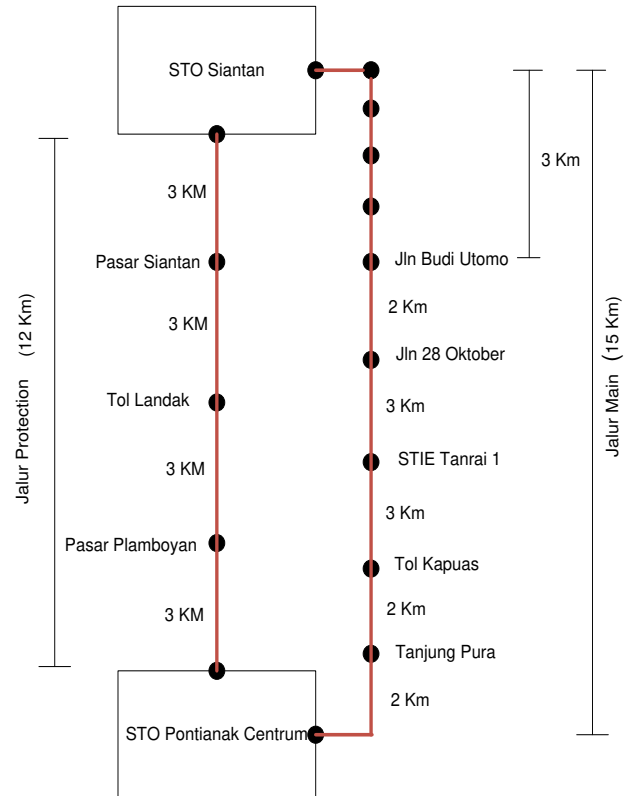 STO Siantan
3 KM
Pasar Siantan
3 KM
Tol Landak
3 KM
Pasar Plamboyan
3 KM
STO Pontianak Centrum
Jalur Protection (12 Km)
Jln Budi Utomo
2 Km
Jln 28 Oktober
3 Km
STIE Tanrai 1
3 Km
Tol Kapuas
2 Km
Tanjung Pura
2 Km
3 Km
Jalur Main (15 Km)